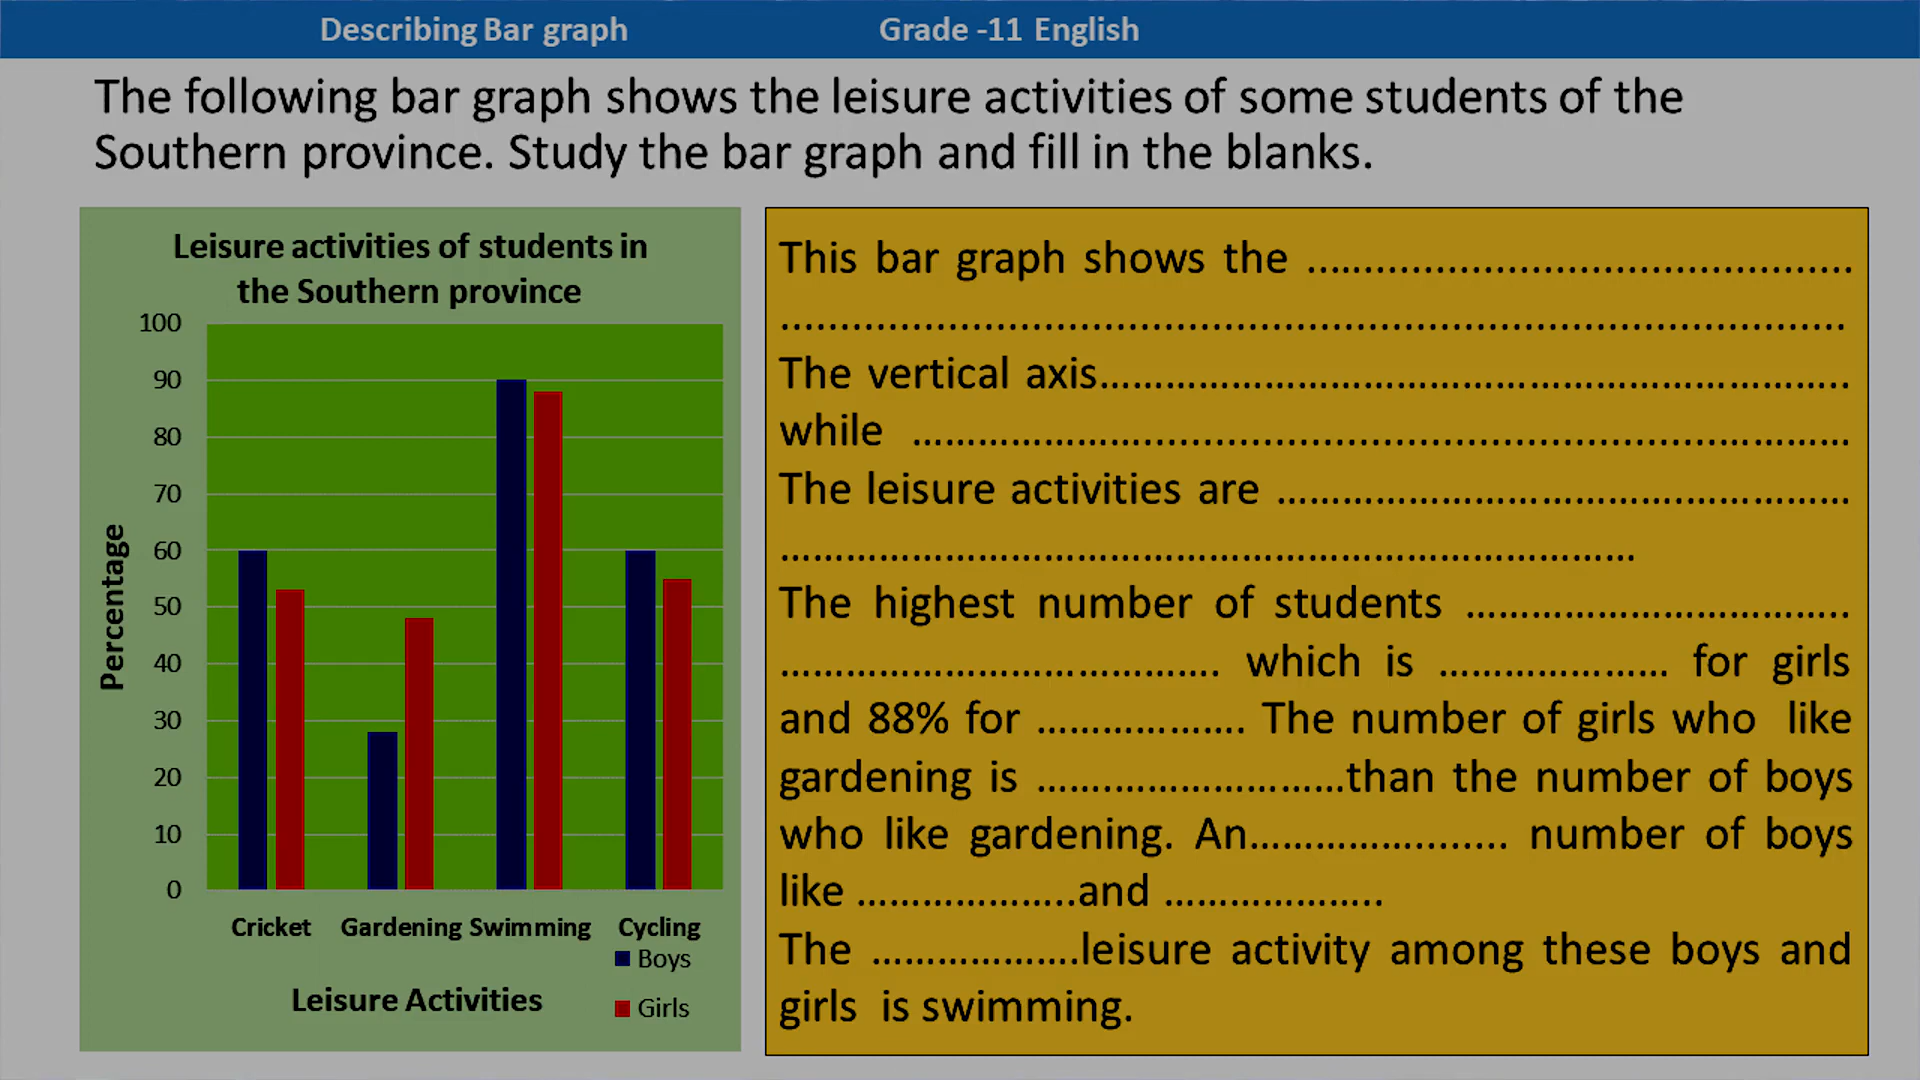 Describing Bar graph
Grade -11 English
The following bar graph shows the leisure activities of some students of the
Southern province. Study the bar graph and fill in the blanks.
Leisure activities of students in
the Southern province
100
90
80
70
60
50
40
30
20
10
0
Percentage
Cricket Gardening Swimming Cycling
Boys
Leisure Activities
Girls
This bar graph shows the ..............................................
..........................................................................................
The vertical axis................................................................
while ................................................................................
The leisure activities are ................................................
..........................................................................
The highest number of students ................................
...................................... which is .................... for girls
and 88% for .................. The number of girls who like
gardening is ..........................than the number of boys
who like gardening. An...................... number of boys
like ...................and ...................
The ..................leisure activity among these boys and
girls is swimming.